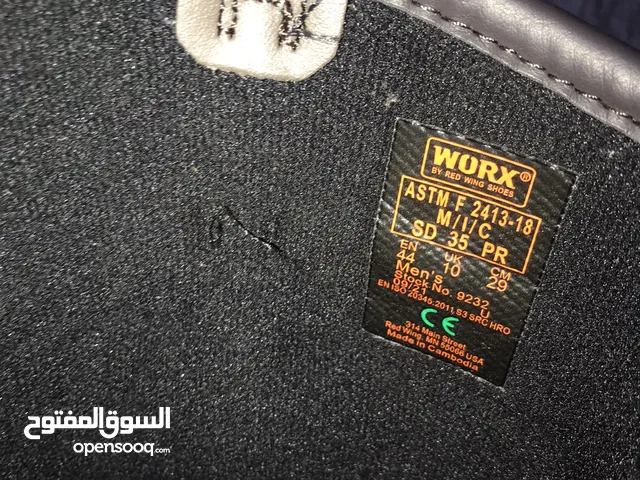 WORX®
BY RED WING SHOES
ASTM F 2413-18
M/I/C
SD 35 PR
EN UK CM
44 10 29
Men's U
Stock No. 9232
09/21
EN ISO 20345:2011 S3 SRC HRO
CE
314 Main Street
Red Wing, MN 55066 USA
Made in Cambodia
السوق المفتوح
opensooq.com